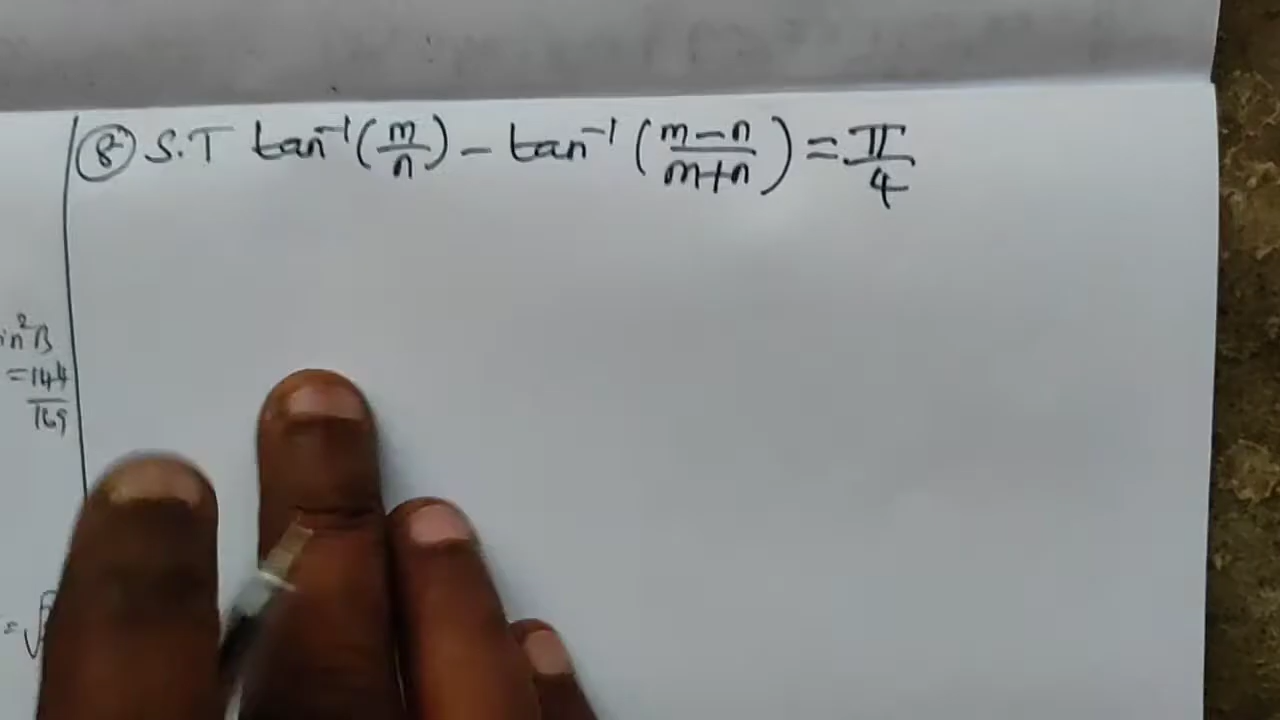 ⑧ S.T tan⁻¹(m/n) - tan⁻¹(m-n/m+n) = π/4
in²B
=144/169
=√